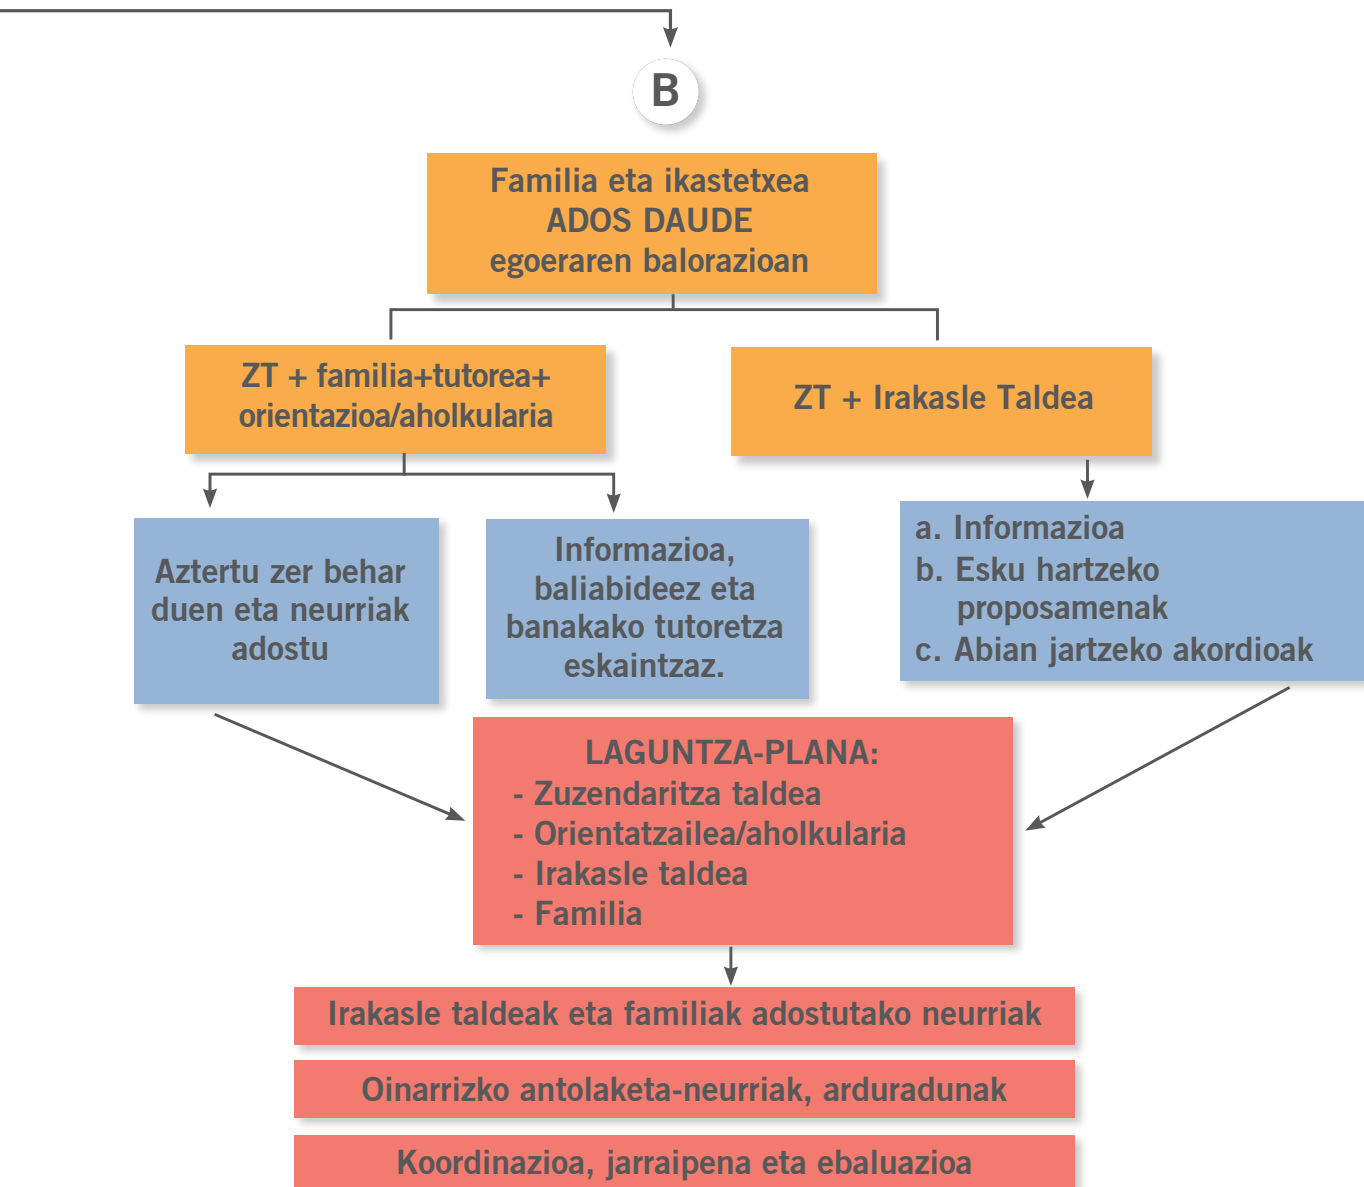 B
Familia eta ikastetxea
ADOS DAUDE
egoeraren balorazioan
ZT + familia+tutorea+
orientazioa/aholkularia
ZT + Irakasle Taldea
Aztertu zer behar
duen eta neurriak
adostu
Informazioa,
baliabideez eta
banakako tutoretza
eskaintzaz.
a. Informazioa
b. Esku hartzeko
proposamenak
c. Abian jartzeko akordioak
LAGUNTZA-PLANA:
- Zuzendaritza taldea
- Orientatzailea/aholkularia
- Irakasle taldea
- Familia
Irakasle taldeak eta familiak adostutako neurriak
Oinarrizko antolaketa-neurriak, arduradunak
Koordinazioa, jarraipena eta ebaluazioa